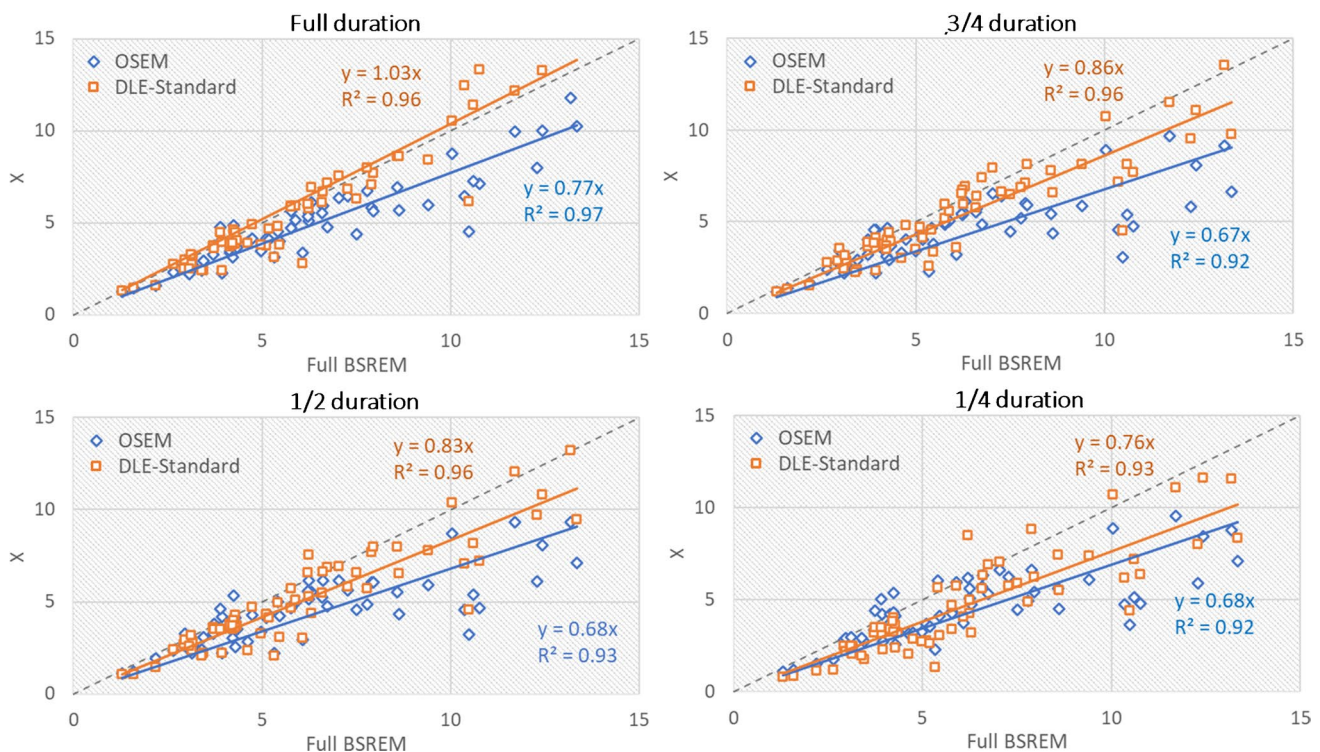 Full duration
15
10
5
0
X
OSEM
DLE-Standard
y = 1.03x
R² = 0.96
y = 0.77x
R² = 0.97
0 5 10 15
Full BSREM
3/4 duration
15
10
5
0
X
OSEM
DLE-Standard
y = 0.86x
R² = 0.96
y = 0.67x
R² = 0.92
0 5 10 15
Full BSREM
1/2 duration
15
10
5
0
X
OSEM
DLE-Standard
y = 0.83x
R² = 0.96
y = 0.68x
R² = 0.93
0 5 10 15
Full BSREM
1/4 duration
15
10
5
0
X
OSEM
DLE-Standard
y = 0.76x
R² = 0.93
y = 0.68x
R² = 0.92
0 5 10 15
Full BSREM